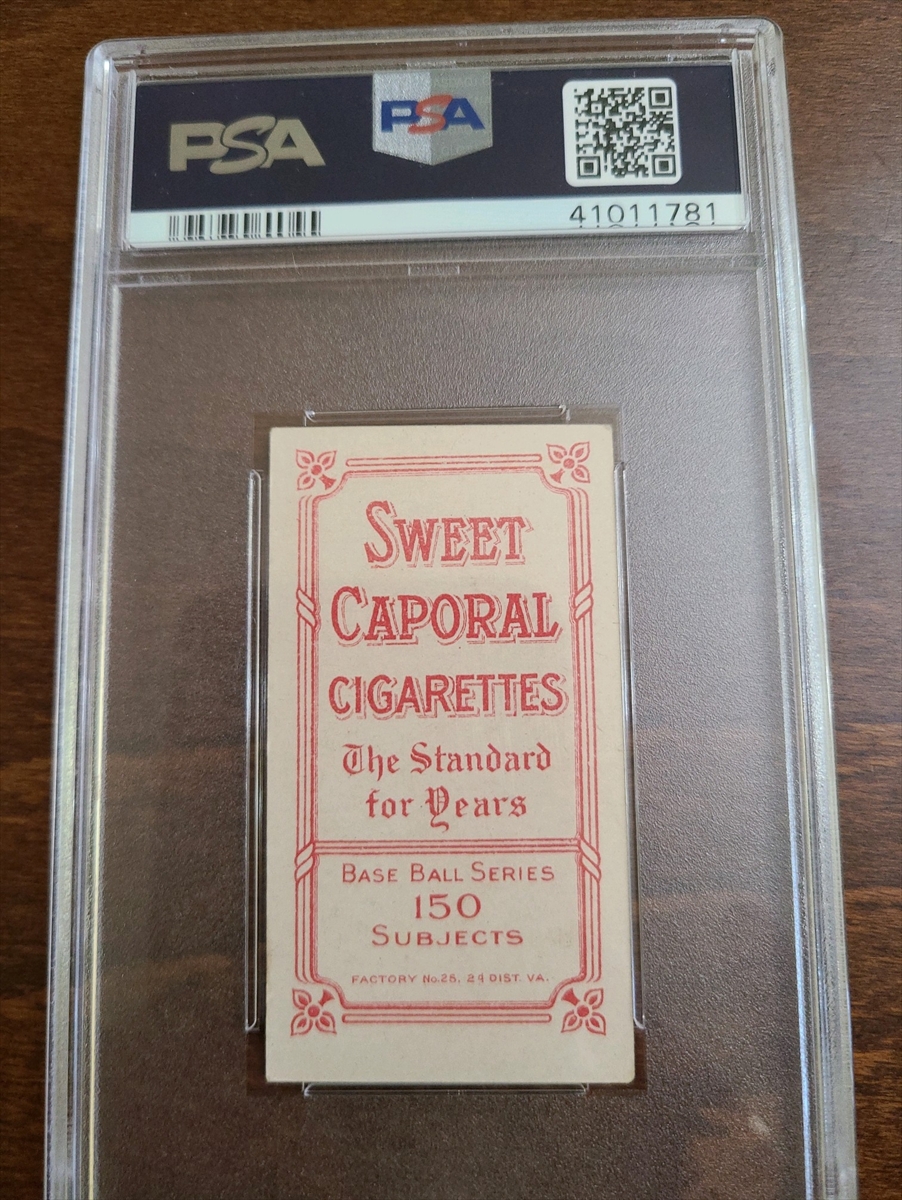 PSA
PSA
41011781
SWEET
CAPORAL
CIGARETTES
The Standard
for Years
BASE BALL SERIES
150
SUBJECTS
FACTORY No. 25, 2d DIST. VA.